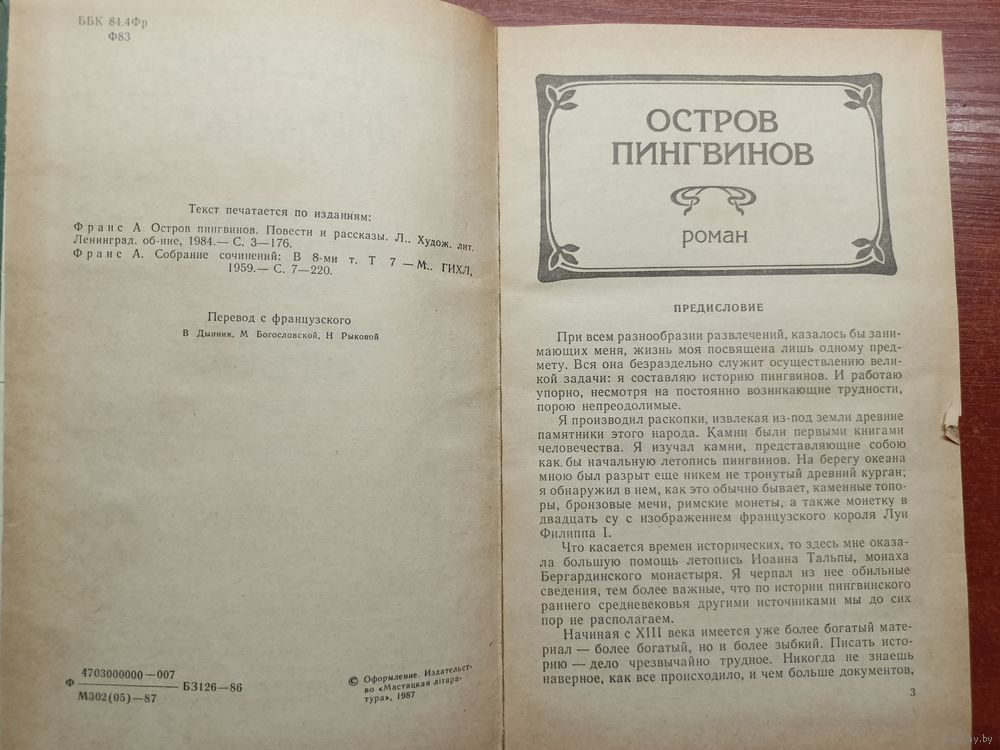 ББК 84.4Фр
Ф83
Текст печатается по изданиям:
Франс А Остров пингвинов. Повести и рассказы. Л., Худож. лит.
Ленинград. об-ние, 1984.— С. 3—176.
Франс А. Собрание сочинений: В 8-ми т. Т 7 — М.. ГИХЛ,
1959.— С. 7—220.
Перевод с французского
В Дынник, М Богословской, Н Рыковой
Ф 4703000000—007
М302(05)—87
БЗ126—86
© Оформление. Издательст-
во «Мастацкая літара-
тура», 1987
ОСТРОВ
ПИНГВИНОВ
роман
ПРЕДИСЛОВИЕ
При всем разнообразии развлечений, казалось бы зани-
мающих меня, жизнь моя посвящена лишь одному пред-
мету. Вся она безраздельно служит осуществлению вели-
кой задачи: я составляю историю пингвинов. И работаю
упорно, несмотря на постоянно возникающие трудности,
порою непреодолимые.
Я производил раскопки, извлекая из-под земли древние
памятники этого народа. Камни были первыми книгами
человечества. Я изучал камни, представляющие собою
как. бы начальную летопись пингвинов. На берегу океана
мною был разрыт еще никем не тронутый древний курган;
я обнаружил в нем, как это обычно бывает, каменные топо-
ры, бронзовые мечи, римские монеты, а также монетку в
двадцать су с изображением французского короля Луи
Филиппа I.
Что касается времен исторических, то здесь мне оказа-
ла большую помощь летопись Иоанна Тальпы, монаха
Бергардинского монастыря. Я черпал из нее обильные
сведения, тем более важные, что по истории пингвинского
раннего средневековья другими источниками мы до сих
пор не располагаем.
Начиная с XIII века имеется уже более богатый мате-
риал — более богатый, но и более зыбкий. Писать исто-
рию — дело чрезвычайно трудное. Никогда не знаешь
наверное, как все происходило, и чем больше документов,
3